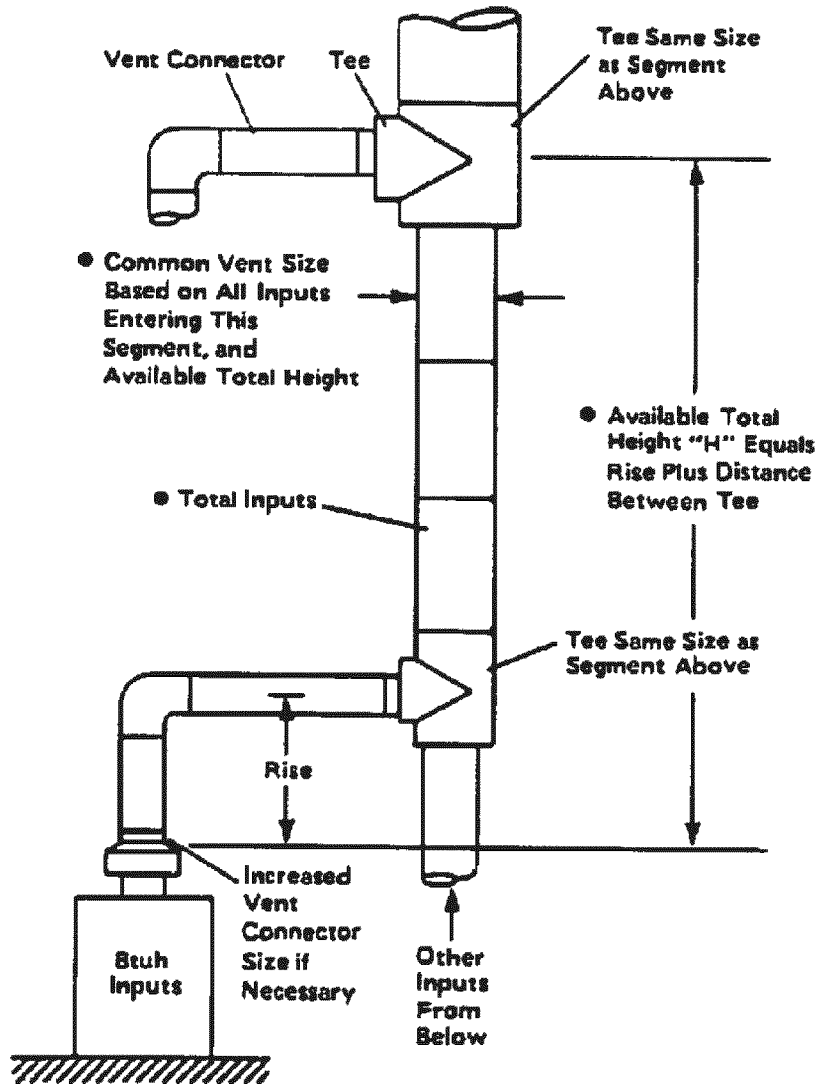 Vent Connector
Tee
Tee Same Size
as Segment
Above
● Common Vent Size
Based on All Inputs
Entering This
Segment, and
Available Total Height
● Available Total
Height "H" Equals
Rise Plus Distance
Between Tee
● Total Inputs
Tee Same Size as
Segment Above
Rise
Increased
Vent
Connector
Size if
Necessary
Btuh
Inputs
Other
Inputs
From
Below